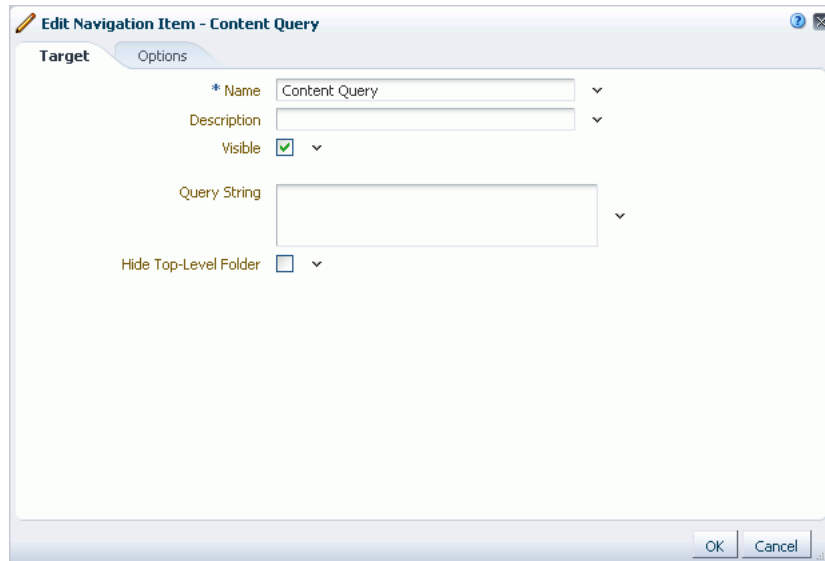 Edit Navigation Item - Content Query
Target Options
* Name Content Query
Description
Visible
Query String
Hide Top-Level Folder
OK Cancel